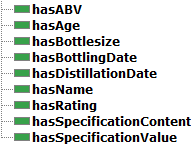 hasABV
hasAge
hasBottlesize
hasBottlingDate
hasDistillationDate
hasName
hasRating
hasSpecificationContent
hasSpecificationValue